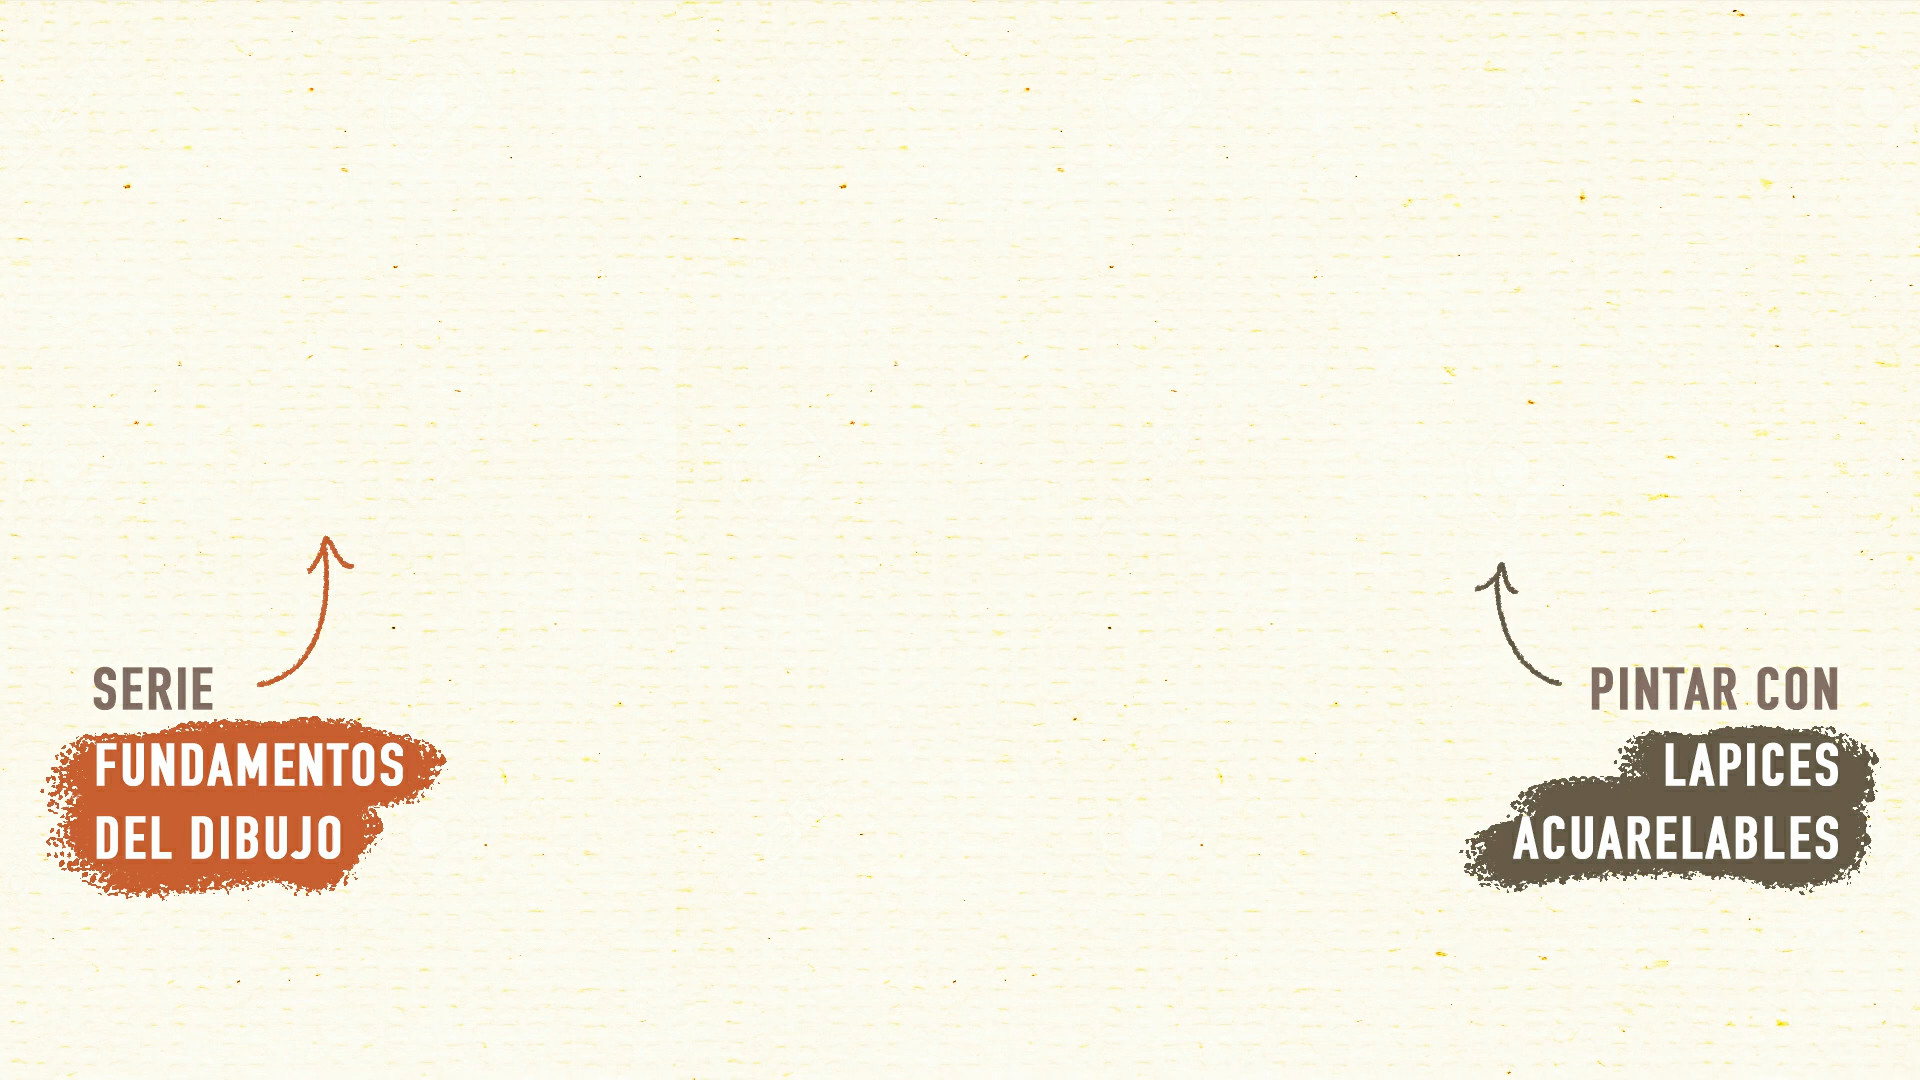 SERIE
FUNDAMENTOS
DEL DIBUJO
PINTAR CON
LAPICES
ACUARELABLES